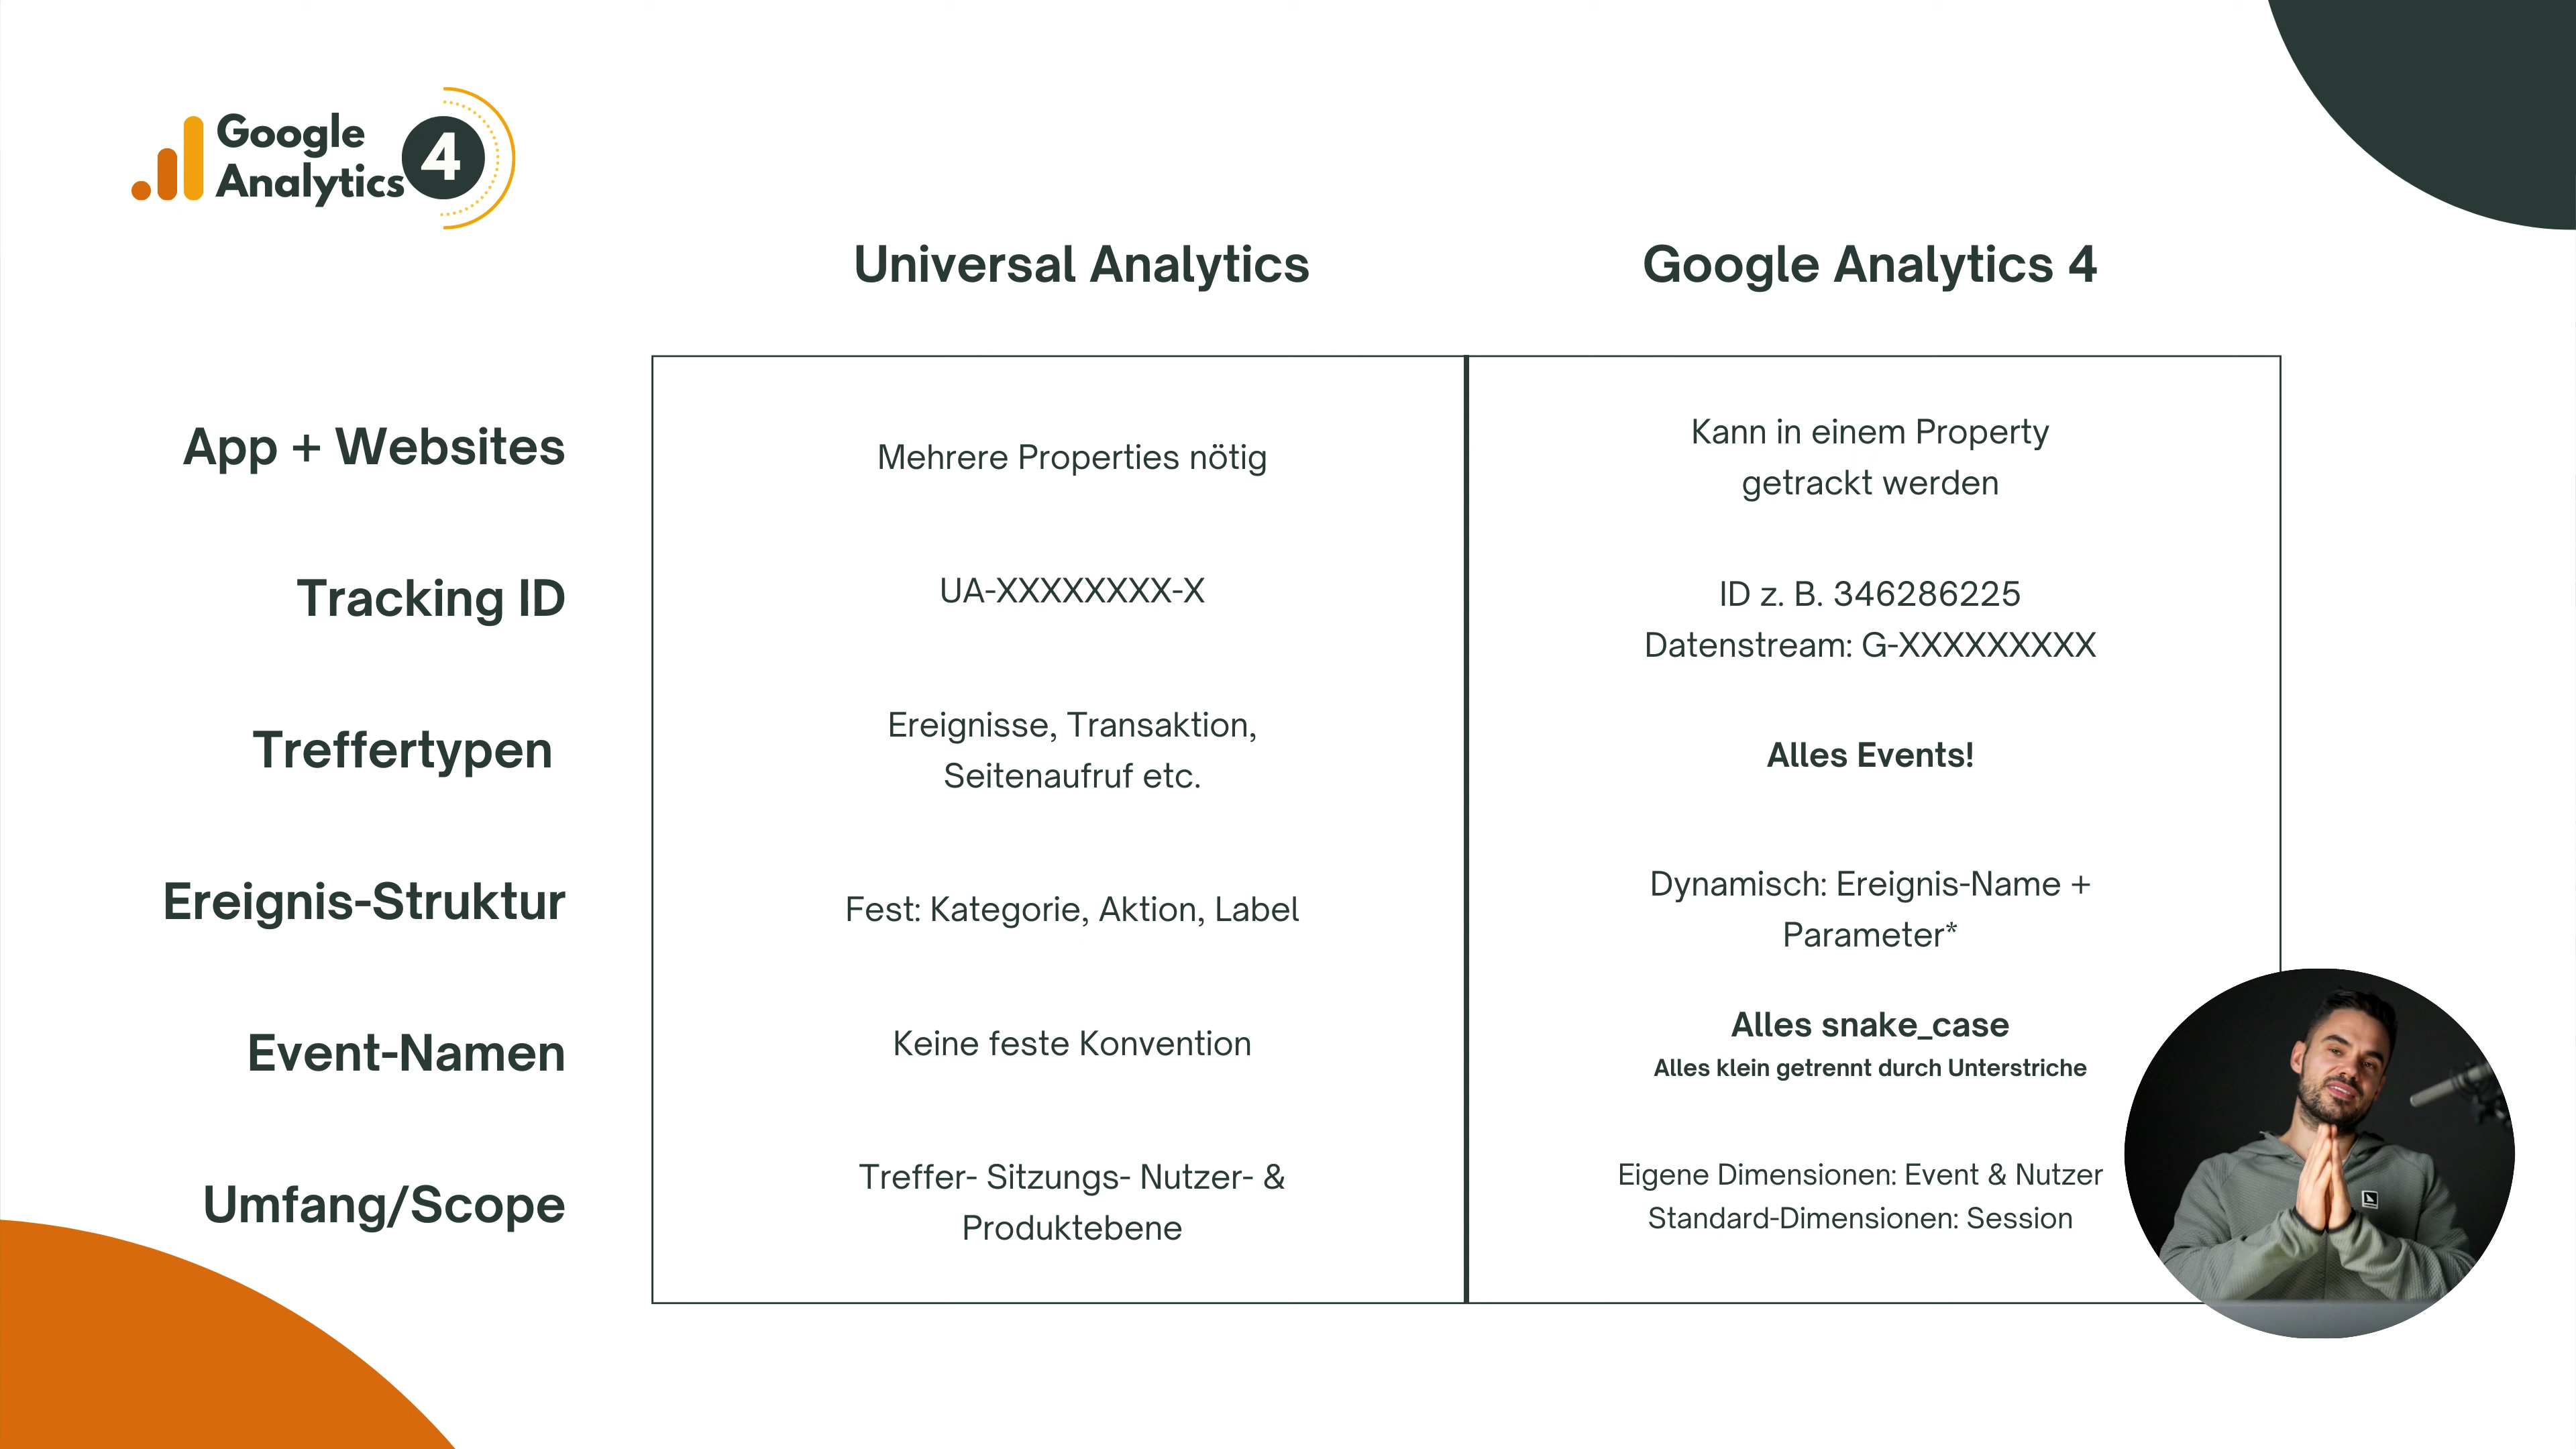 Google
Analytics 4
Universal Analytics
Google Analytics 4
App + Websites
Mehrere Properties nötig
Kann in einem Property
getrackt werden
Tracking ID
UA-XXXXXXXX-X
ID z. B. 346286225
Datenstream: G-XXXXXXXXX
Treffertypen
Ereignisse, Transaktion,
Seitenaufruf etc.
Alles Events!
Ereignis-Struktur
Fest: Kategorie, Aktion, Label
Dynamisch: Ereignis-Name +
Parameter*
Event-Namen
Keine feste Konvention
Alles snake_case
Alles klein getrennt durch Unterstriche
Umfang/Scope
Treffer- Sitzungs- Nutzer- &
Produktebene
Eigene Dimensionen: Event & Nutzer
Standard-Dimensionen: Session